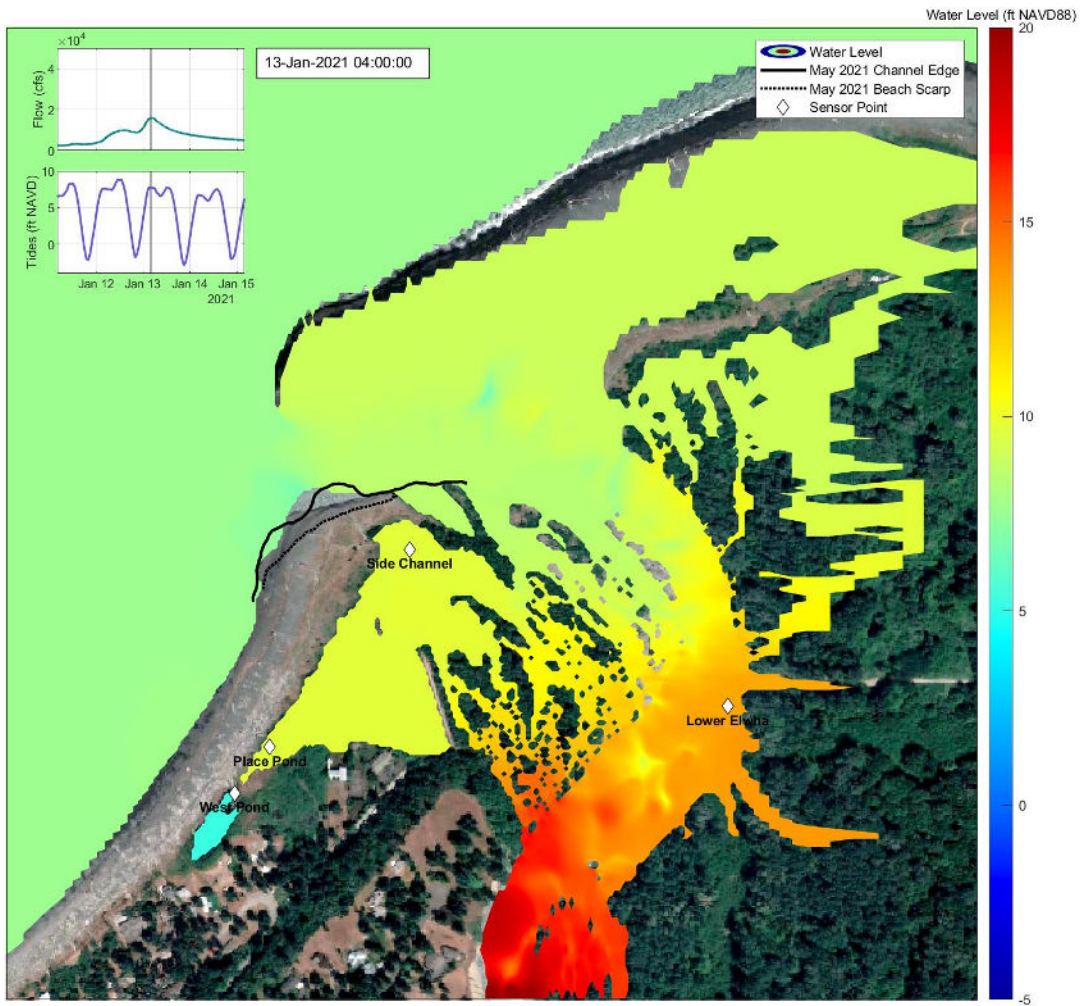 Water Level (ft NAVD88)
×10⁴
4
2
0
Flow (cfs)
13-Jan-2021 04:00:00
Water Level
May 2021 Channel Edge
May 2021 Beach Scarp
Sensor Point
10
5
0
Tides (ft NAVD)
Jan 12
Jan 13
Jan 14
Jan 15
2021
20
15
10
5
0
-5
Side Channel
Lower Elwha
Place Pond
West Pond